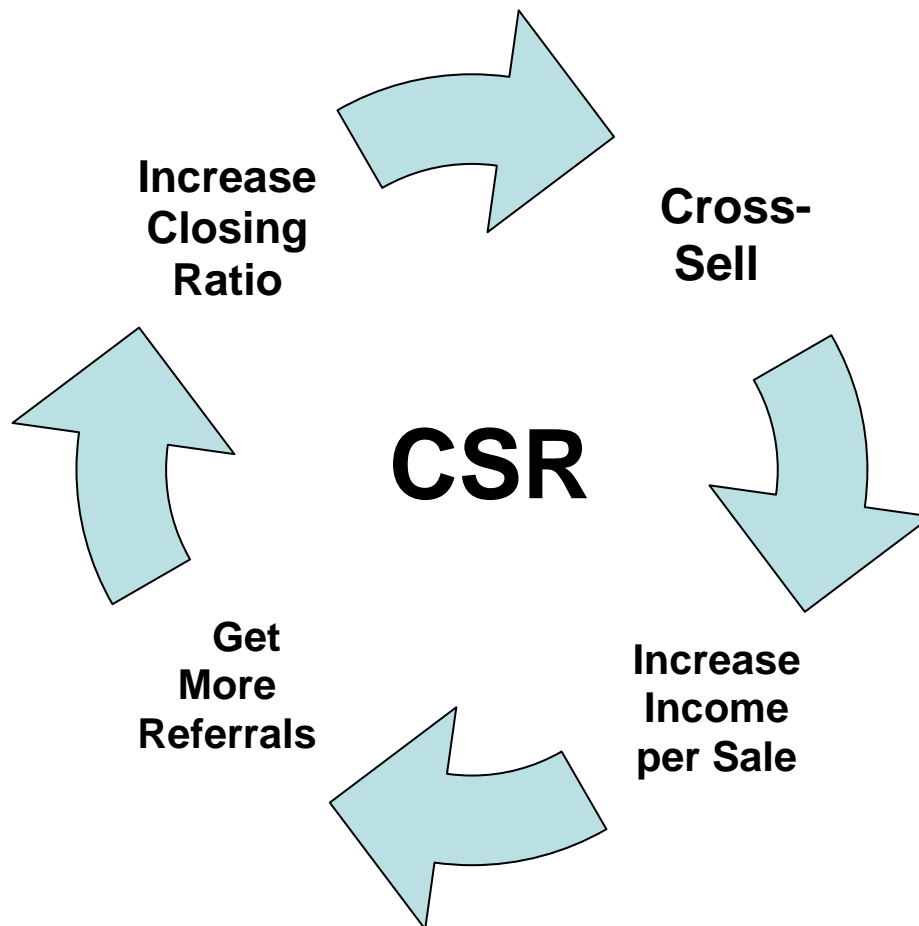 Increase
Closing
Ratio
Cross-
Sell
CSR
Get
More
Referrals
Increase
Income
per Sale